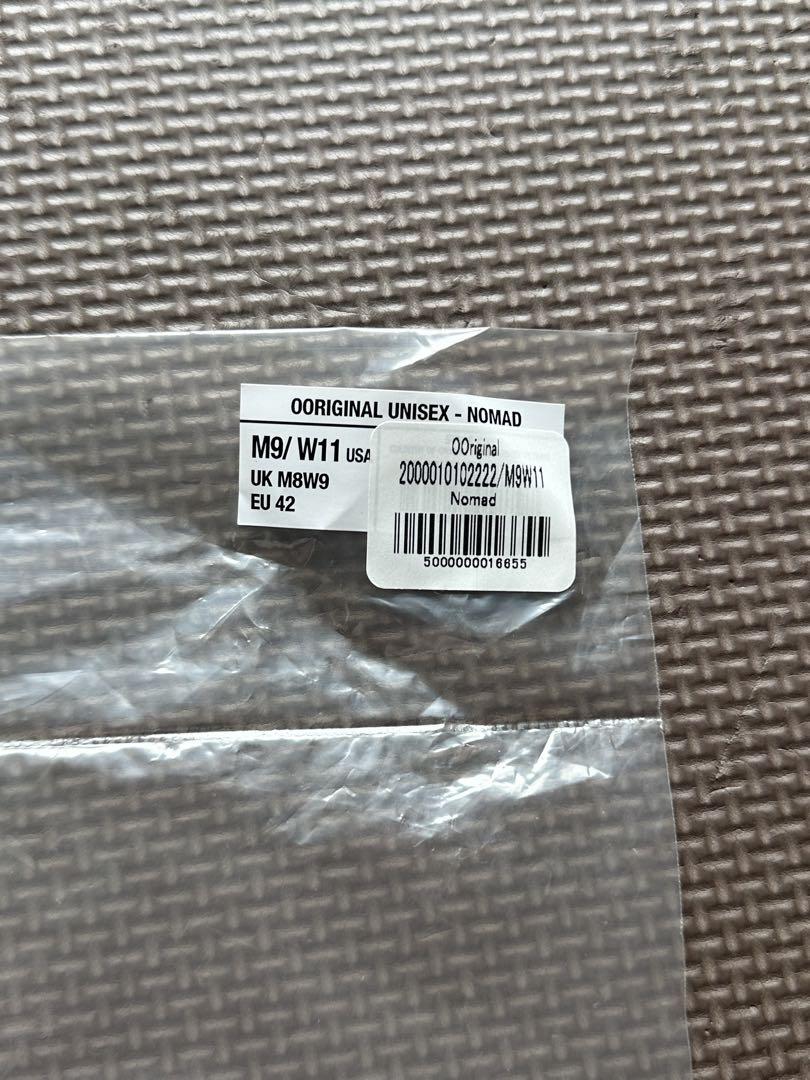 OORIGINAL UNISEX - NOMAD
M9/ W11 USA
UK M8W9
EU 42
OOriginal
2000010102222/M9W11
Nomad
5000000016655